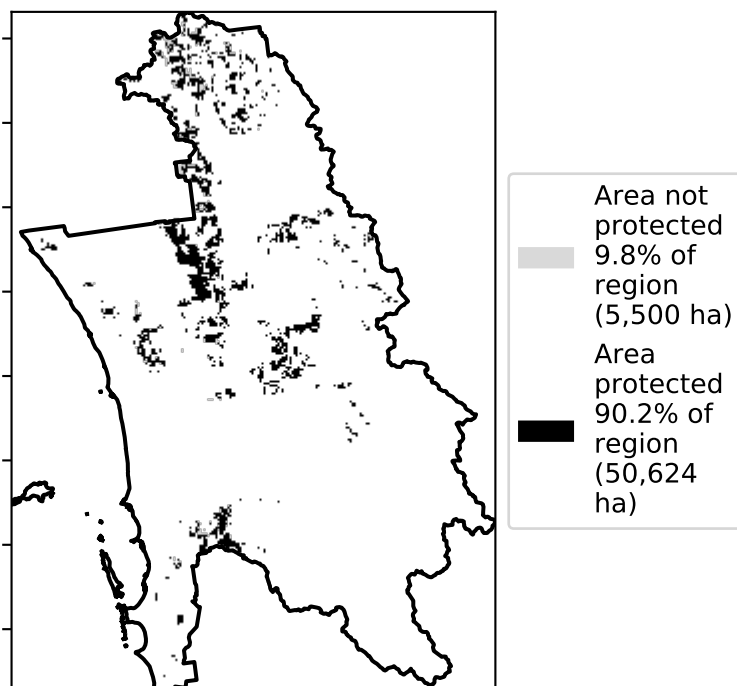 Area not
protected
9.8% of
region
(5,500 ha)
Area
protected
90.2% of
region
(50,624
ha)